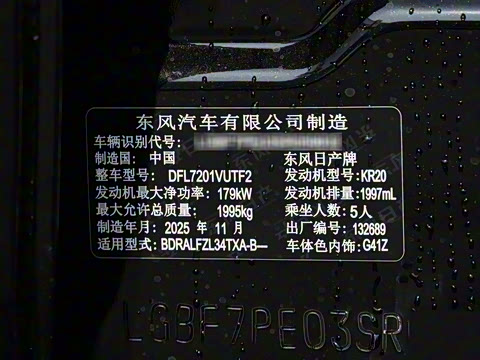 东风汽车有限公司制造
车辆识别代号:
制造国: 中国 东风日产牌
整车型号: DFL7201VUTF2 发动机型号: KR20
发动机最大净功率: 179kW 发动机排量: 1997mL
最大允许总质量: 1995kg 乘坐人数: 5人
制造年月: 2025 年 11 月 出厂编号: 132689
适用型式: BDRALFZL34TXA-B— 车体色内饰: G41Z
LGBF7PE03SR